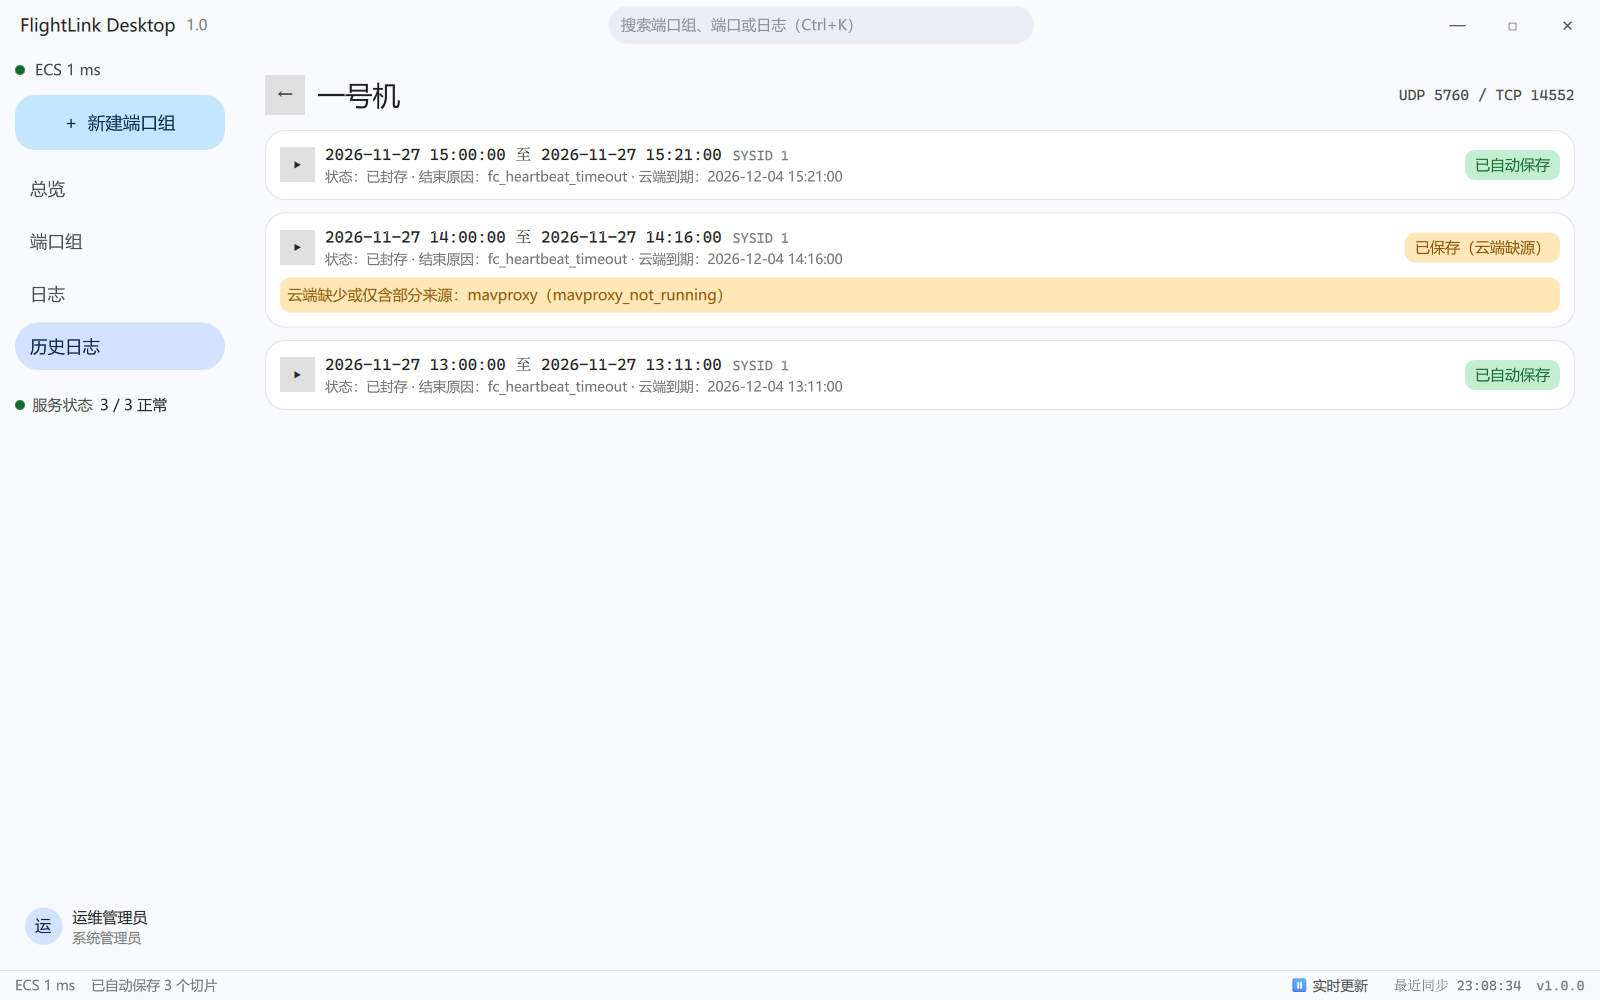 FlightLink Desktop 1.0
搜索端口组、端口或日志（Ctrl+K）
ECS 1 ms
+ 新建端口组
总览
端口组
日志
历史日志
服务状态 3 / 3 正常
← 一号机
UDP 5760 / TCP 14552
2026-11-27 15:00:00 至 2026-11-27 15:21:00 SYSID 1
状态：已封存 · 结束原因：fc_heartbeat_timeout · 云端到期：2026-12-04 15:21:00
已自动保存
2026-11-27 14:00:00 至 2026-11-27 14:16:00 SYSID 1
状态：已封存 · 结束原因：fc_heartbeat_timeout · 云端到期：2026-12-04 14:16:00
已保存（云端缺源）
云端缺少或仅含部分来源：mavproxy（mavproxy_not_running）
2026-11-27 13:00:00 至 2026-11-27 13:11:00 SYSID 1
状态：已封存 · 结束原因：fc_heartbeat_timeout · 云端到期：2026-12-04 13:11:00
已自动保存
运
运维管理员
系统管理员
ECS 1 ms 已自动保存 3 个切片
实时更新 最近同步 23:08:34 v1.0.0